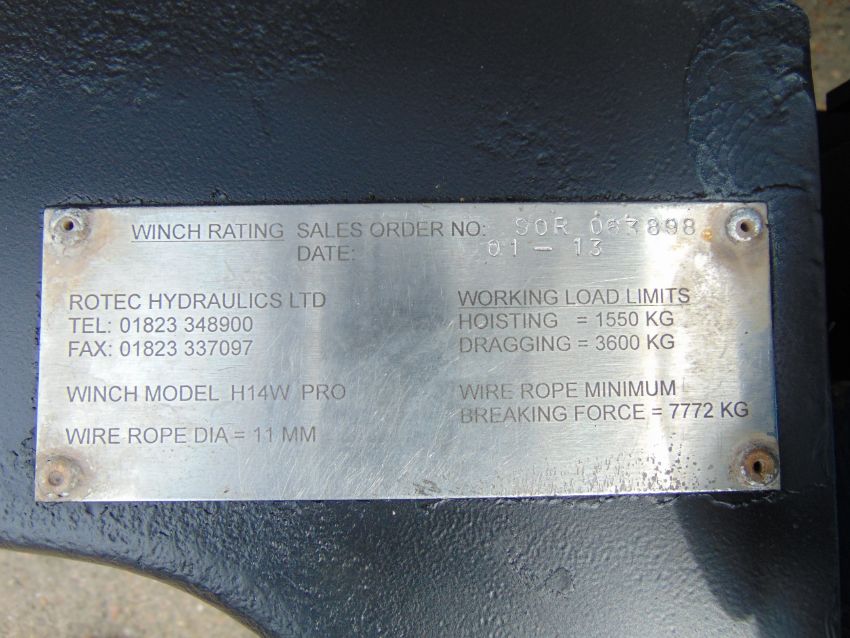 WINCH RATING SALES ORDER NO: SOR 003898
DATE: 01-13
ROTEC HYDRAULICS LTD
TEL: 01823 348900
FAX: 01823 337097
WINCH MODEL H14W PRO
WIRE ROPE DIA = 11 MM
WORKING LOAD LIMITS
HOISTING = 1550 KG
DRAGGING = 3600 KG
WIRE ROPE MINIMUM
BREAKING FORCE = 7772 KG